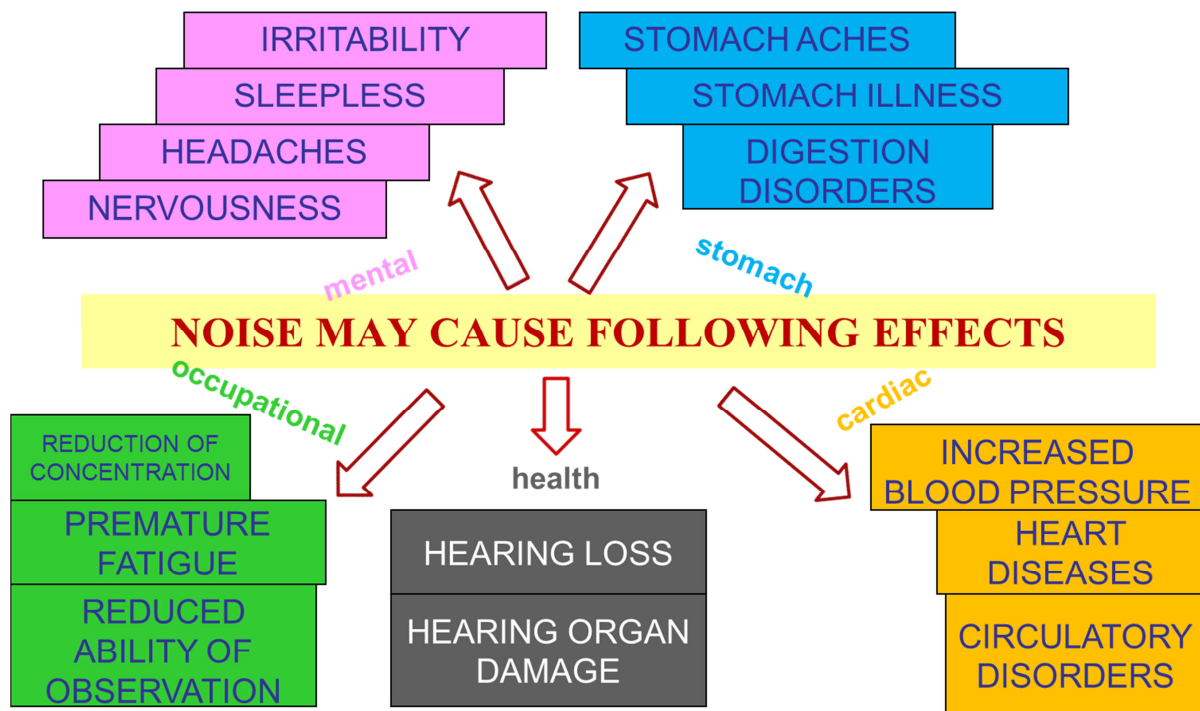 IRRITABILITY
SLEEPLESS
HEADACHES
NERVOUSNESS
mental
STOMACH ACHES
STOMACH ILLNESS
DIGESTION
DISORDERS
stomach
NOISE MAY CAUSE FOLLOWING EFFECTS
occupational
REDUCTION OF
CONCENTRATION
PREMATURE
FATIGUE
REDUCED
ABILITY OF
OBSERVATION
health
HEARING LOSS
HEARING ORGAN
DAMAGE
cardiac
INCREASED
BLOOD PRESSURE
HEART
DISEASES
CIRCULATORY
DISORDERS